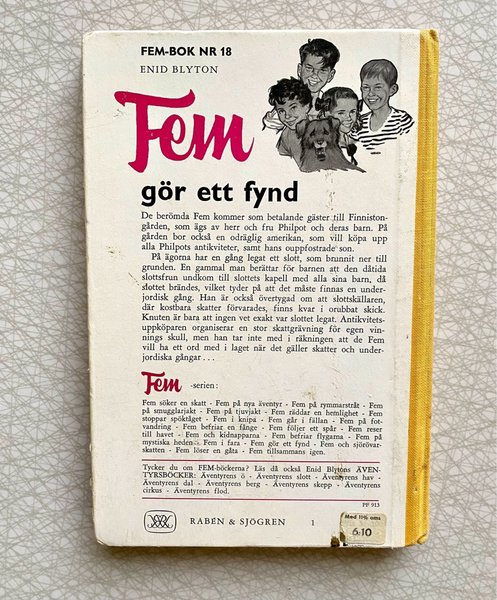 FEM-BOK NR 18
ENID BLYTON
Fem
gör ett fynd
De berömda Fem kommer som betalande gäster till Finniston-
gården, som ägs av herr och fru Philpot och deras barn. På
gården bor också en odräglig amerikan, som vill köpa upp
alla Philpots antikviteter, samt hans ouppfostrade son.
På ägorna har en gång legat ett slott, som brunnit ner till
grunden. En gammal man berättar för barnen att den dåtida
slottsfrun undkom till slottets kapell med alla sina barn, då
slottet brändes, vilket tyder på att det måste finnas en under-
jordisk gång. Han är också övertygad om att slottskällaren,
där kostbara skatter förvarades, finns kvar i orubbat skick.
Knuten är bara att ingen vet exakt var slottet legat. Antikvitets-
uppköparen organiserar en stor skattgrävning för egen vin-
nings skull, men han tar inte med i räkningen att de Fem
vill ha ett ord med i laget när det gäller skatter och under-
jordiska gångar . . .
Fem -serien:
Fem söker en skatt - Fem på nya äventyr - Fem på rymmarstråt - Fem
på smugglarjakt - Fem på tjuvjakt - Fem räddar en hemlighet - Fem
stoppar spöktåget - Fem i knipa - Fem går i fällan - Fem på fot-
vandring - Fem befriar en fånge - Fem följer ett spår - Fem reser
till havet - Fem och kidnapparna - Fem befriar flygarna - Fem på
mystiska heden - Fem i fara - Fem gör ett fynd - Fem och sjörövar-
skatten - Fem löser en gåta - Fem tillsammans igen.
Tycker du om FEM-böckerna? Läs då också Enid Blytons ÄVEN-
TYRSBÖCKER: Äventyrens ö - Äventyrens slott - Äventyrens hav -
Äventyrens dal - Äventyrens berg - Äventyrens skepp - Äventyrens
cirkus - Äventyrens flod.
PF 913
RABÉN & SJÖGREN 1
Med 11% oms
6:10